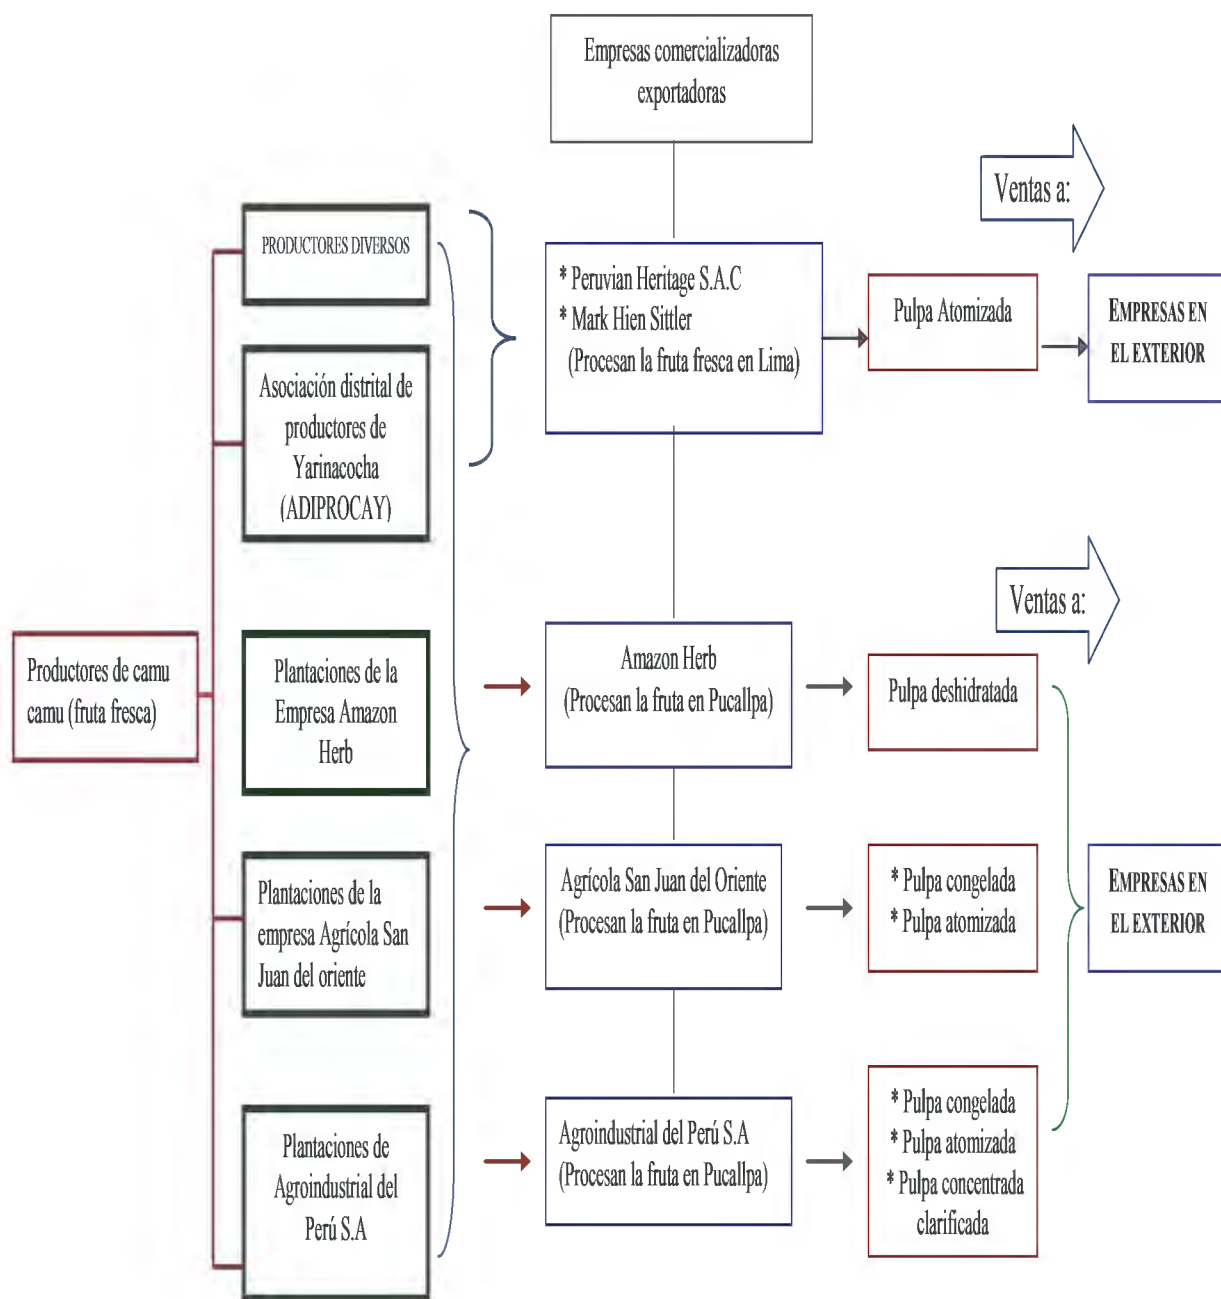 Empresas comercializadoras
exportadoras
Ventas a:
PRODUCTORES DIVERSOS
* Peruvian Heritage S.A.C
* Mark Hien Sittler
(Procesan la fruta fresca en Lima)
Pulpa Atomizada
EMPRESAS EN
EL EXTERIOR
Asociación distrital de
productores de
Yarinacocha
(ADIPROCAY)
Ventas a:
Productores de camu
camu (fruta fresca)
Plantaciones de la
Empresa Amazon
Herb
Amazon Herb
(Procesan la fruta en Pucallpa)
Pulpa deshidratada
Plantaciones de la
empresa Agrícola San
Juan del oriente
Agrícola San Juan del Oriente
(Procesan la fruta en Pucallpa)
* Pulpa congelada
* Pulpa atomizada
EMPRESAS EN
EL EXTERIOR
Plantaciones de
Agroindustrial del
Perú S.A
Agroindustrial del Perú S.A
(Procesan la fruta en Pucallpa)
* Pulpa congelada
* Pulpa atomizada
* Pulpa concentrada
clarificada